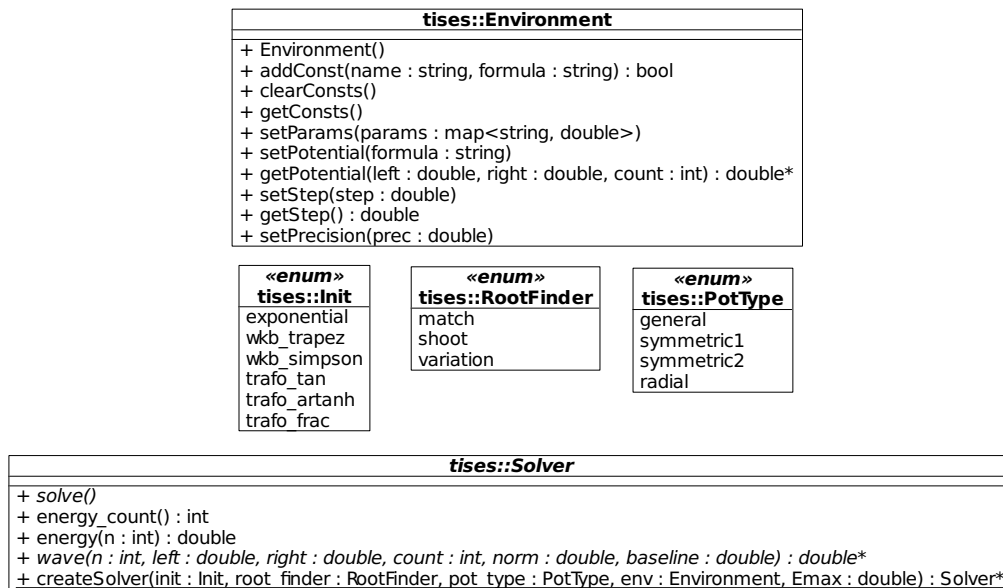 tises::Environment
+ Environment()
+ addConst(name : string, formula : string) : bool
+ clearConsts()
+ getConsts()
+ setParams(params : map<string, double>)
+ setPotential(formula : string)
+ getPotential(left : double, right : double, count : int) : double*
+ setStep(step : double)
+ getStep() : double
+ setPrecision(prec : double)
«enum»
tises::Init
exponential
wkb_trapez
wkb_simpson
trafo_tan
trafo_artanh
trafo_frac
«enum»
tises::RootFinder
match
shoot
variation
«enum»
tises::PotType
general
symmetric1
symmetric2
radial
tises::Solver
+ solve()
+ energy_count() : int
+ energy(n : int) : double
+ wave(n : int, left : double, right : double, count : int, norm : double, baseline : double) : double*
+ createSolver(init : Init, root_finder : RootFinder, pot_type : PotType, env : Environment, Emax : double) : Solver*